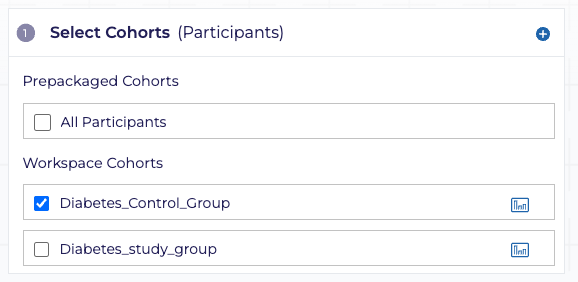 1 Select Cohorts (Participants)
Prepackaged Cohorts
All Participants
Workspace Cohorts
Diabetes_Control_Group
Diabetes_study_group